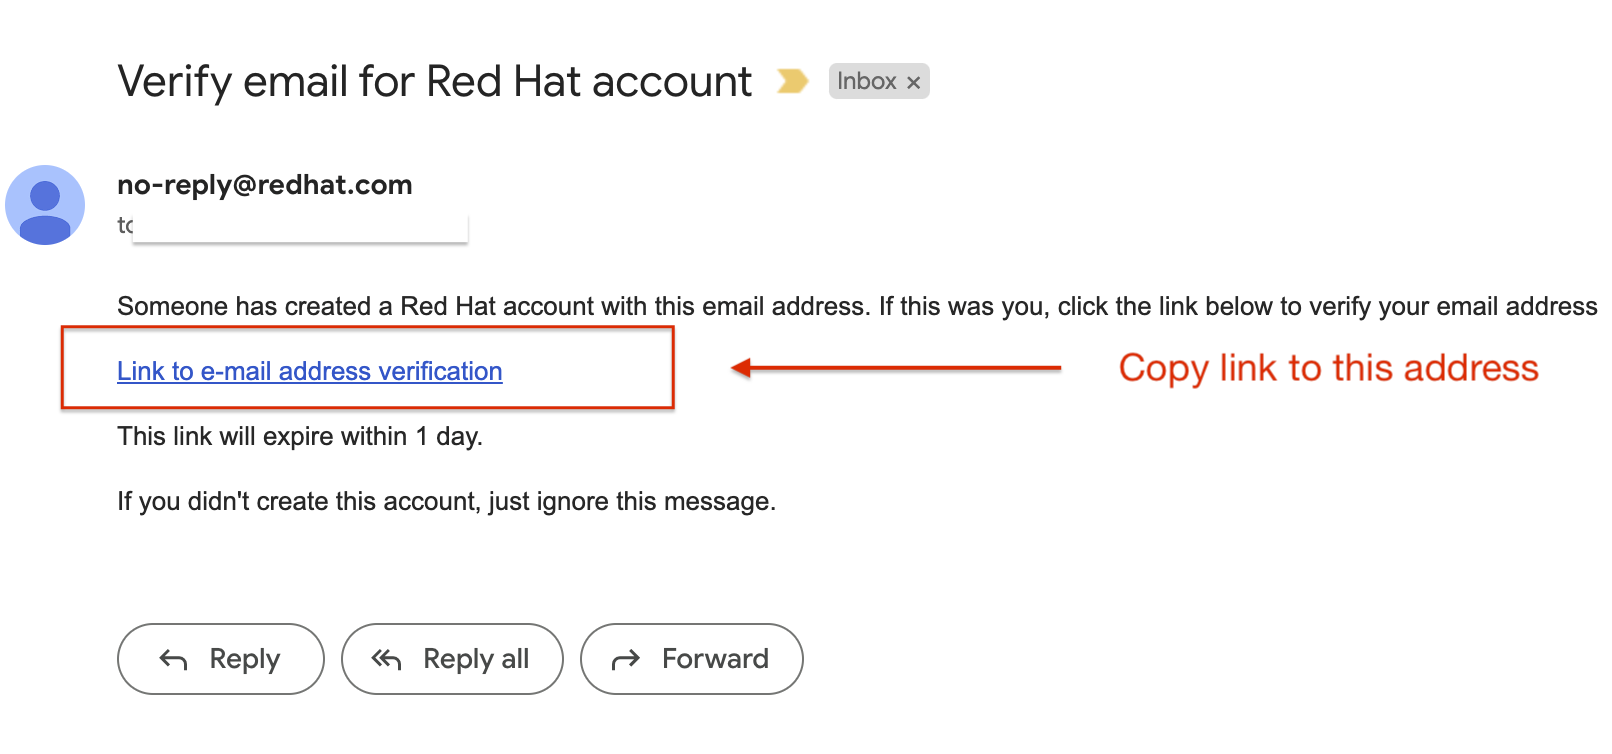 Verify email for Red Hat account Inbox ×
no-reply@redhat.com
to
Someone has created a Red Hat account with this email address. If this was you, click the link below to verify your email address
Link to e-mail address verification
Copy link to this address
This link will expire within 1 day.
If you didn't create this account, just ignore this message.
Reply Reply all Forward